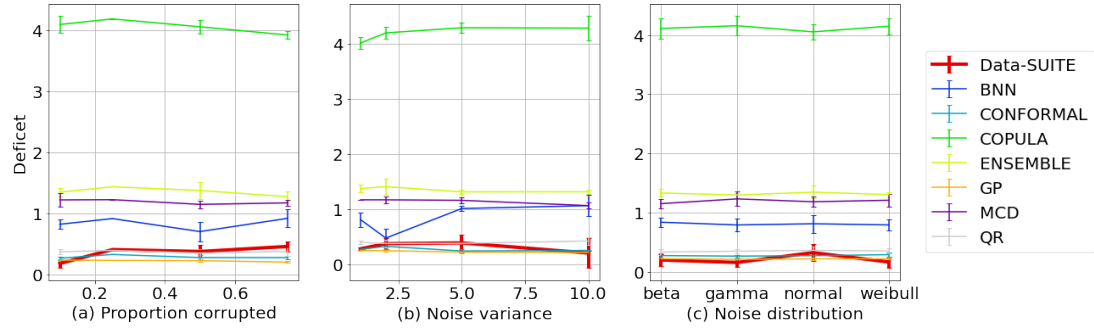 Deficet
4
3
2
1
0
0.2
0.4
0.6
(a) Proportion corrupted
4
3
2
1
0
2.5
5.0
7.5
10.0
(b) Noise variance
4
3
2
1
0
beta
gamma
normal
weibull
(c) Noise distribution
Data-SUITE
BNN
CONFORMAL
COPULA
ENSEMBLE
GP
MCD
QR